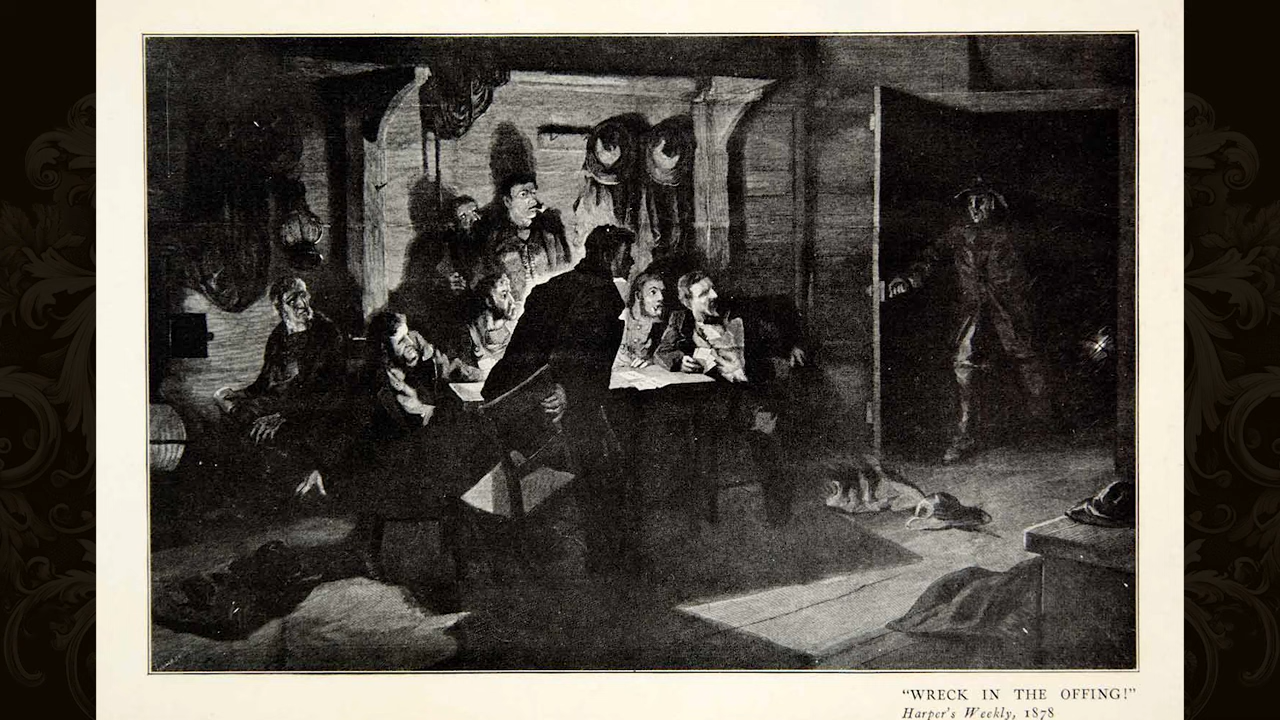 “WRECK IN THE OFFING!”
Harper's Weekly, 1878